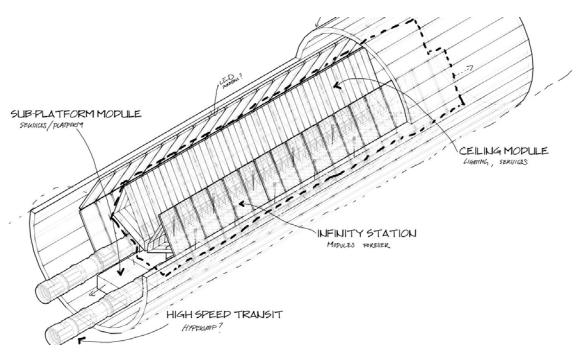 LED
SUB-PLATFORM MODULE
SERVICES/PLATFORM
CEILING MODULE
LIGHTING, SERVICES
INFINITY STATION
MODULES FOREVER
HIGH SPEED TRANSIT
HYPERLOOP?